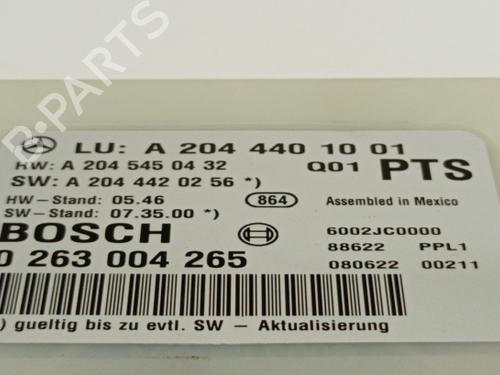 LU: A 204 440 10 01
HW: A 204 545 04 32 Q01 PTS
SW: A 204 442 02 56 *)
HW - Stand: 05.46 864 Assembled in Mexico
SW - Stand: 07.35.00 *)
BOSCH 6002JC0000
0 263 004 265 88622 PPL1
080622 00211
) gueltig bis zu evtl. SW – Aktualisierung
B-PARTS